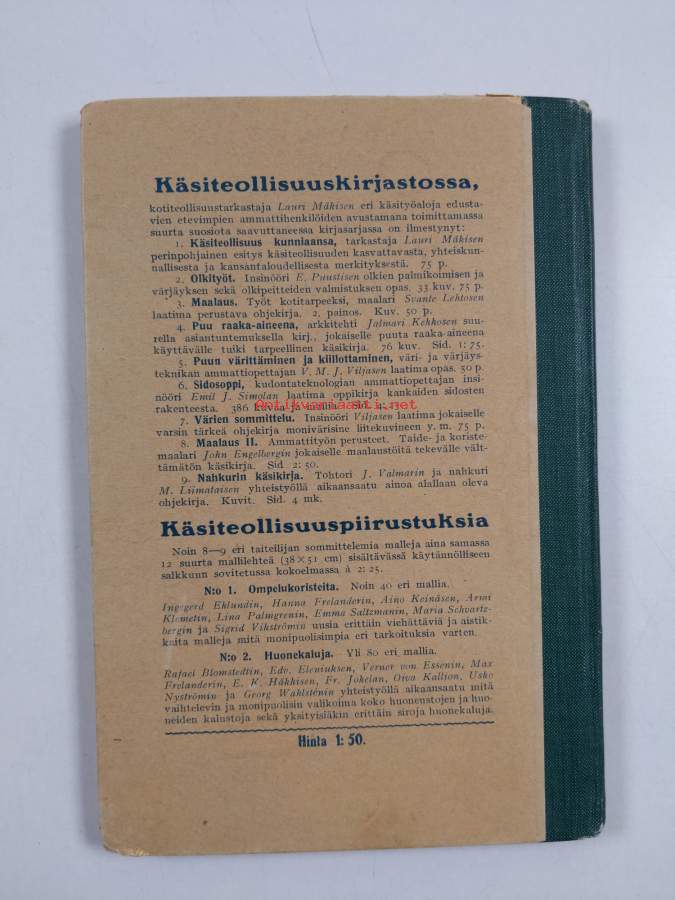 Käsiteollisuuskirjastossa,
kotiteollisuustarkastaja Lauri Mäkisen eri käsityöaloja edusta-
vien etevimpien ammattihenkilöiden avustamana toimittamassa
suurta suosiota saavuttaneessa kirjasarjassa on ilmestynyt:
1. Käsiteollisuus kunniaansa, tarkastaja Lauri Mäkisen
perinpohjainen esitys käsiteollisuuden kasvattavasta, yhteiskun-
nallisesta ja kansantaloudellisesta merkityksestä. 75 p.
2. Olkityöt. Insinööri E. Puustisen olkien palmikoimisen ja
värjäyksen sekä olkipeitteiden valmistuksen opas. 33 kuv. 75 p.
3. Maalaus. Työt kotitarpeeksi, maalari Svante Lehtosen
laatima perustava ohjekirja. 2. painos. Kuv. 50 p.
4. Puu raaka-aineena, arkkitehti Jalmari Kekkosen suu-
rella asiantuntemuksella kirj., jokaiselle puuta raaka-aineena
käyttävälle tuiki tarpeellinen käsikirja. 76 kuv. Sid. 1: 75.
5. Puun värittäminen ja kiillottaminen, väri- ja värjäys-
tekniikan ammattiopettajan V. M. J. Viljasen laatima opas. 50 p.
6. Sidosoppi, kudontateknologian ammattiopettajan insi-
nööri Emil J. Simolan laatima oppikirja kankaiden sidosten
rakenteesta. 386
antikvariaatti.net
7. Värien sommittelu. Insinööri Viljasen laatima jokaiselle
varsin tärkeä ohjekirja monivärisine liitekuvineen y. m. 75 p.
8. Maalaus II. Ammattityön perusteet. Taide- ja koriste-
maalari John Engelbergin jokaiselle maalaustöitä tekevälle vält-
tämätön käsikirja. Sid 2: 50.
9. Nahkurin käsikirja. Tohtori J. Valmarin ja nahkuri
M. Liimataisen yhteistyöllä aikaansaatu ainoa alallaan oleva
ohjekirja. Kuvit. Sid. 4 mk.
Käsiteollisuuspiirustuksia
Noin 8—9 eri taiteilijan sommittelemia malleja aina samassa
12 suurta mallilehteä (38×51 cm) sisältävässä käytännölliseen
salkkuun sovitetussa kokoelmassa à 2: 25.
N:o 1. Ompelukoristeita. Noin 40 eri mallia.
Ingegerd Eklundin, Hanna Frelanderin, Aino Keinäsen, Armi
Klemetin, Lina Palmgrenin, Emma Saltzmanin, Maria Schvartz-
bergin ja Sigrid Vikströmin uusia erittäin viehättäviä ja aistik-
kaita malleja mitä monipuolisimpia eri tarkoituksia varten.
N:o 2. Huonekaluja. Yli 80 eri mallia.
Rafael Blomstedtin, Edv. Eleniuksen, Verner von Essenin, Max
Frelanderin, E. K. Häkkisen, Fr. Jokelan, Oiva Kallion, Usko
Nyströmin ja Georg Wahlstenin yhteistyöllä aikaansaatu mitä
vaihtelevin ja monipuolisin valikoima koko huoneustojen ja huo-
neiden kalustoja sekä yksityisiäkin erittäin siroja huonekaluja.
Hinta 1: 50.